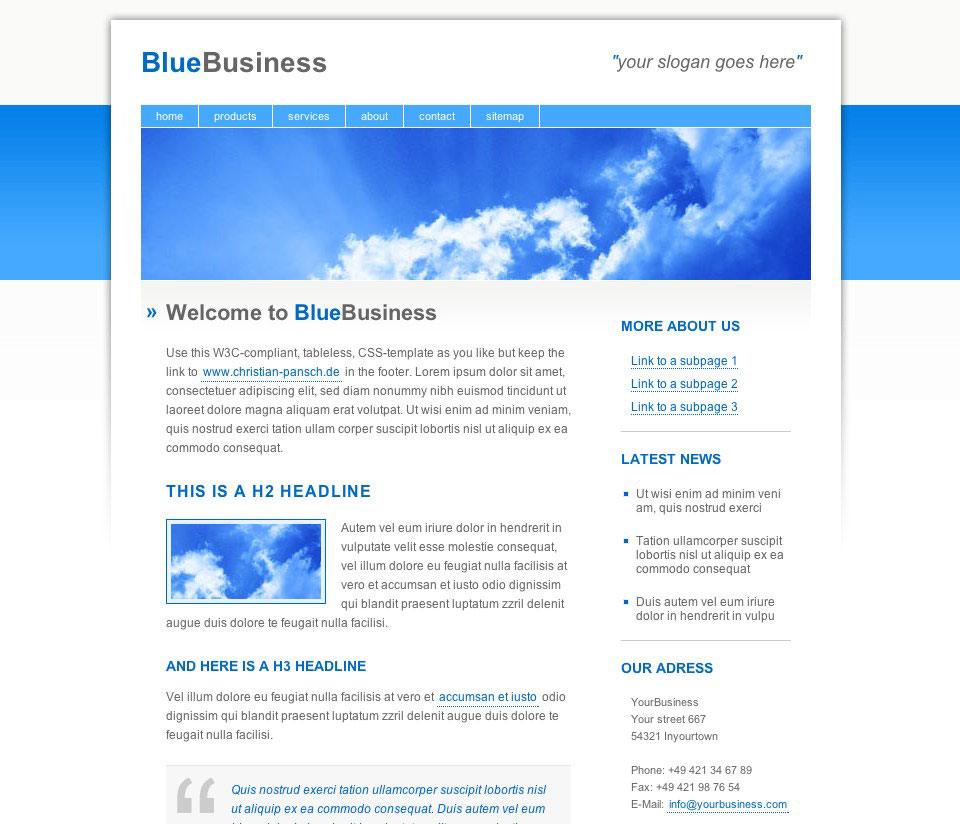 BlueBusiness
"your slogan goes here"
home products services about contact sitemap
» Welcome to BlueBusiness
Use this W3C-compliant, tableless, CSS-template as you like but keep the
link to www.christian-pansch.de in the footer. Lorem ipsum dolor sit amet,
consectetuer adipiscing elit, sed diam nonummy nibh euismod tincidunt ut
laoreet dolore magna aliquam erat volutpat. Ut wisi enim ad minim veniam,
quis nostrud exerci tation ullam corper suscipit lobortis nisl ut aliquip ex ea
commodo consequat.
THIS IS A H2 HEADLINE
Autem vel eum iriure dolor in hendrerit in
vulputate velit esse molestie consequat,
vel illum dolore eu feugiat nulla facilisis at
vero et accumsan et iusto odio dignissim
qui blandit praesent luptatum zzril delenit
augue duis dolore te feugait nulla facilisi.
AND HERE IS A H3 HEADLINE
Vel illum dolore eu feugiat nulla facilisis at vero et accumsan et iusto odio
dignissim qui blandit praesent luptatum zzril delenit augue duis dolore te
feugait nulla facilisi.
Quis nostrud exerci tation ullamcorper suscipit lobortis nisl
ut aliquip ex ea commodo consequat. Duis autem vel eum
MORE ABOUT US
Link to a subpage 1
Link to a subpage 2
Link to a subpage 3
LATEST NEWS
Ut wisi enim ad minim veni
am, quis nostrud exerci
Tation ullamcorper suscipit
lobortis nisl ut aliquip ex ea
commodo consequat
Duis autem vel eum iriure
dolor in hendrerit in vulpu
OUR ADRESS
YourBusiness
Your street 667
54321 Inyourtown
Phone: +49 421 34 67 89
Fax: +49 421 98 76 54
E-Mail: info@yourbusiness.com